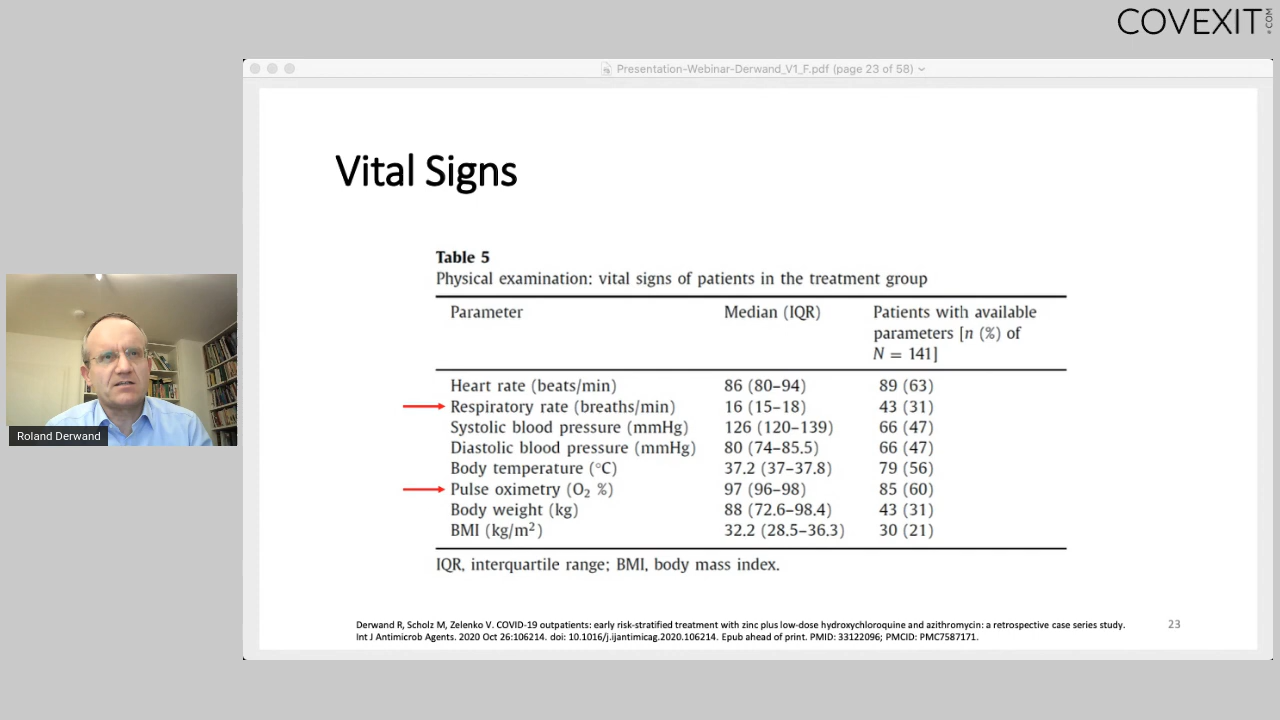 COVEXIT.COM
Presentation-Webinar-Derwand_V1_F.pdf (page 23 of 58)
Vital Signs
Table 5
Physical examination: vital signs of patients in the treatment group
Parameter Median (IQR) Patients with available
parameters [n (%) of
N = 141]
Heart rate (beats/min) 86 (80–94) 89 (63)
Respiratory rate (breaths/min) 16 (15–18) 43 (31)
Systolic blood pressure (mmHg) 126 (120–139) 66 (47)
Diastolic blood pressure (mmHg) 80 (74–85.5) 66 (47)
Body temperature (°C) 37.2 (37–37.8) 79 (56)
Pulse oximetry (O₂ %) 97 (96–98) 85 (60)
Body weight (kg) 88 (72.6–98.4) 43 (31)
BMI (kg/m²) 32.2 (28.5–36.3) 30 (21)
IQR, interquartile range; BMI, body mass index.
Derwand R, Scholz M, Zelenko V. COVID-19 outpatients: early risk-stratified treatment with zinc plus low-dose hydroxychloroquine and azithromycin: a retrospective case series study.
Int J Antimicrob Agents. 2020 Oct 26:106214. doi: 10.1016/j.ijantimicag.2020.106214. Epub ahead of print. PMID: 33122096; PMCID: PMC7587171.
23
Roland Derwand